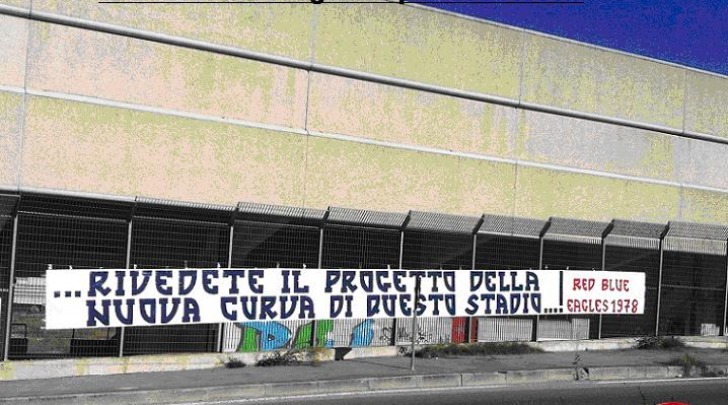 ...RIVEDETE IL PROGETTO DELLA
NUOVA CURVA DI QUESTO STADIO....!
RED BLUE
EAGLES 1978